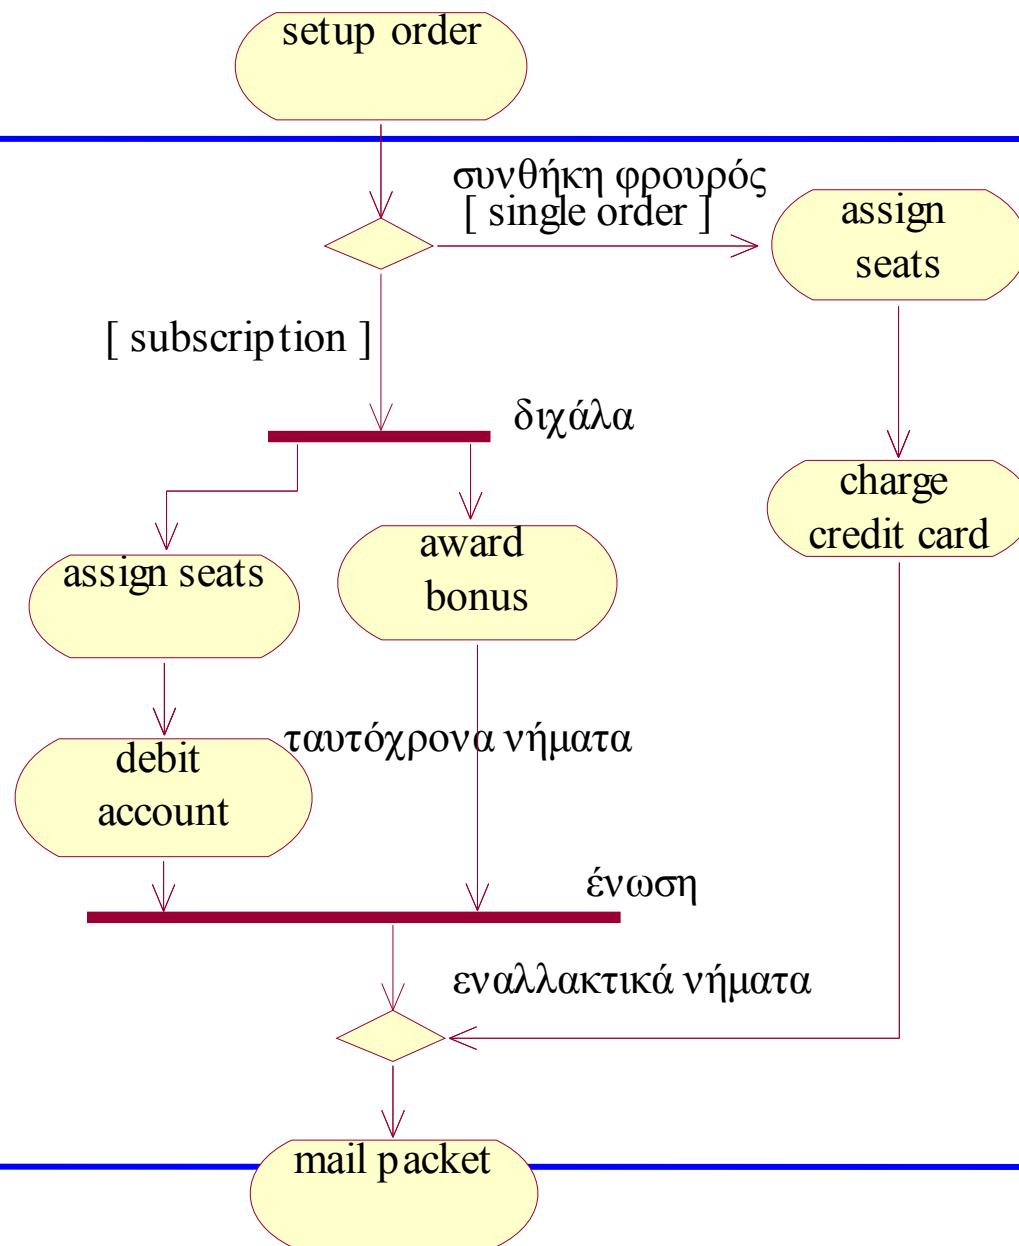 setup order
συνθήκη φρουρός
[ single order ]
assign
seats
[ subscription ]
διχάλα
charge
credit card
assign seats
award
bonus
ταυτόχρονα νήματα
debit
account
ένωση
εναλλακτικά νήματα
mail packet